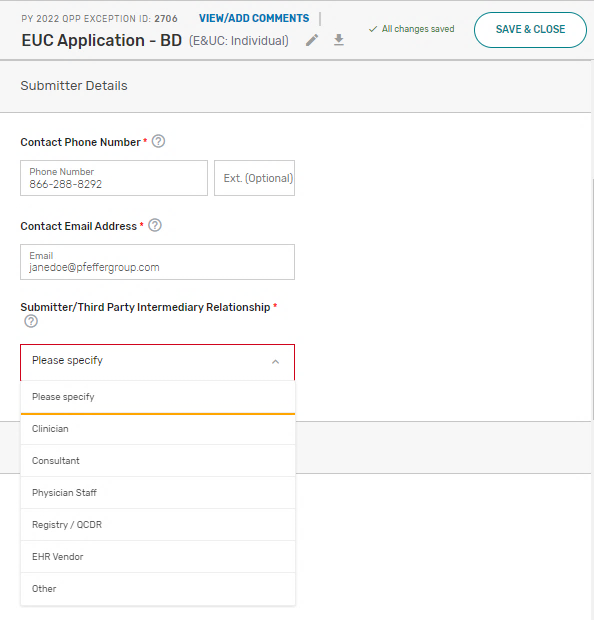 PY 2022 QPP EXCEPTION ID: 2706 VIEW/ADD COMMENTS
EUC Application - BD (E&UC: Individual)
All changes saved
SAVE & CLOSE
Submitter Details
Contact Phone Number *
Phone Number
866-288-8292
Ext. (Optional)
Contact Email Address *
Email
janedoe@pfeffergroup.com
Submitter/Third Party Intermediary Relationship *
Please specify
Please specify
Clinician
Consultant
Physician Staff
Registry / QCDR
EHR Vendor
Other